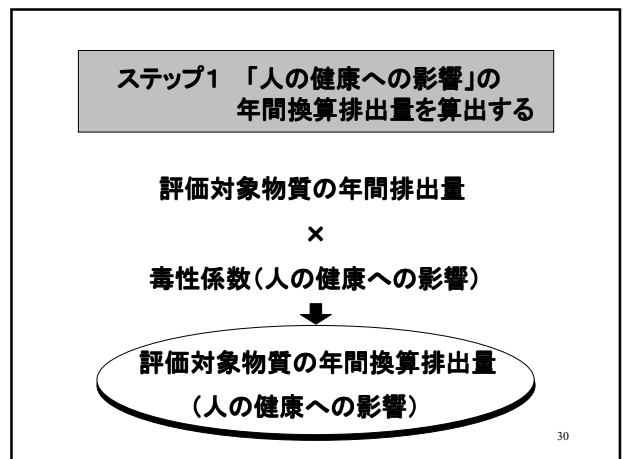 ステップ1　「人の健康への影響」の
年間換算排出量を算出する
評価対象物質の年間排出量
×
毒性係数(人の健康への影響)
評価対象物質の年間換算排出量
(人の健康への影響)
30